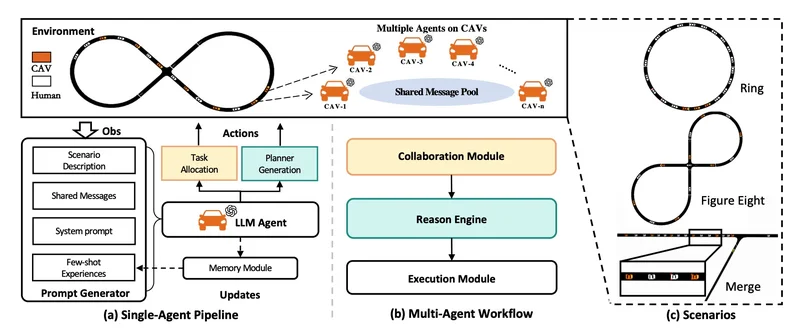 Environment
CAV
Human
Multiple Agents on CAVs
CAV-1
CAV-2
CAV-3
CAV-4
......
CAV-n
Shared Message Pool
Obs
Actions
Scenario
Description
Shared Messages
System prompt
Few-shot
Experiences
Prompt Generator
Task
Allocation
Planner
Generation
LLM Agent
Memory Module
Updates
(a) Single-Agent Pipeline
Collaboration Module
Reason Engine
Execution Module
(b) Multi-Agent Workflow
Ring
Figure Eight
Merge
(c) Scenarios